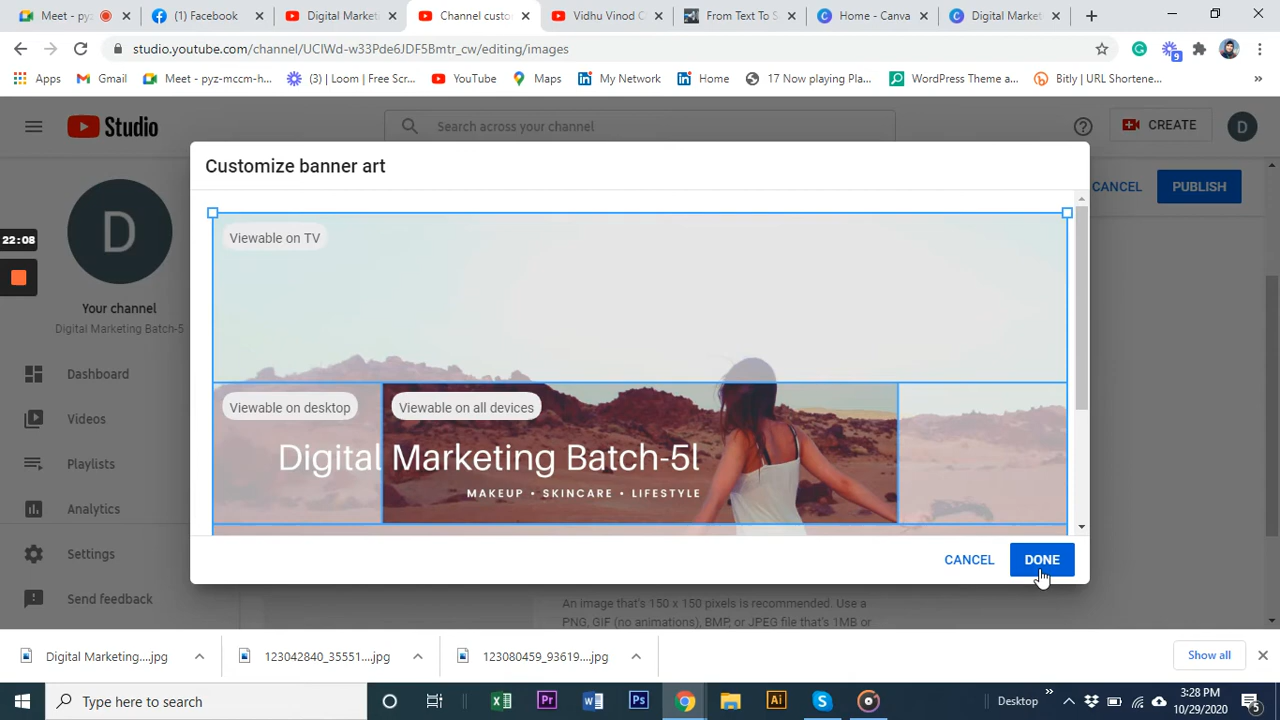 Meet - pyz
(1) Facebook
Digital Market
Channel custo
Vidhu Vinod C
From Text To S
Home - Canva
Digital Market
studio.youtube.com/channel/UCIWd-w33Pde6JDF5Bmtr_cw/editing/images
Apps
Gmail
Meet - pyz-mccm-h...
(3) | Loom | Free Scr...
YouTube
Maps
My Network
Home
17 Now playing Pla...
WordPress Theme a...
Bitly | URL Shortene...
9
Studio
Search across your channel
CREATE
D
Customize banner art
CANCEL
PUBLISH
D
Viewable on TV
22:08
Your channel
Digital Marketing Batch-5
Dashboard
Videos
Playlists
Analytics
Settings
Send feedback
Viewable on desktop
Viewable on all devices
Digital Marketing Batch-5l
MAKEUP • SKINCARE • LIFESTYLE
CANCEL
DONE
An image that's 150 x 150 pixels is recommended. Use a
PNG, GIF (no animations), BMP, or JPEG file that's 1MB or
Digital Marketing....jpg
123042840_35551....jpg
123080459_93619....jpg
Show all
Type here to search
Desktop
3:28 PM
10/29/2020
5